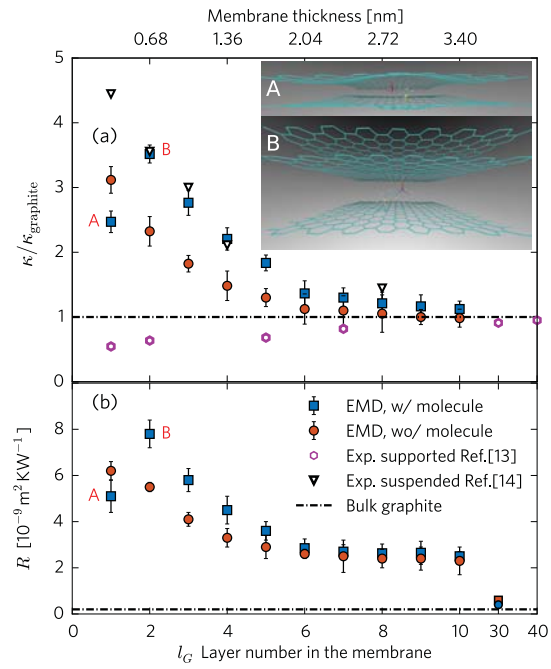 Membrane thickness [nm]
0.68 1.36 2.04 2.72 3.40
5
4
3
2
1
0
κ/κgraphite
(a)
A
B
A
B
(b)
8
6
4
2
0
R [10⁻⁹ m² KW⁻¹]
A
B
EMD, w/ molecule
EMD, wo/ molecule
Exp. supported Ref.[13]
Exp. suspended Ref.[14]
Bulk graphite
0 2 4 6 8 10 30 40
lG Layer number in the membrane